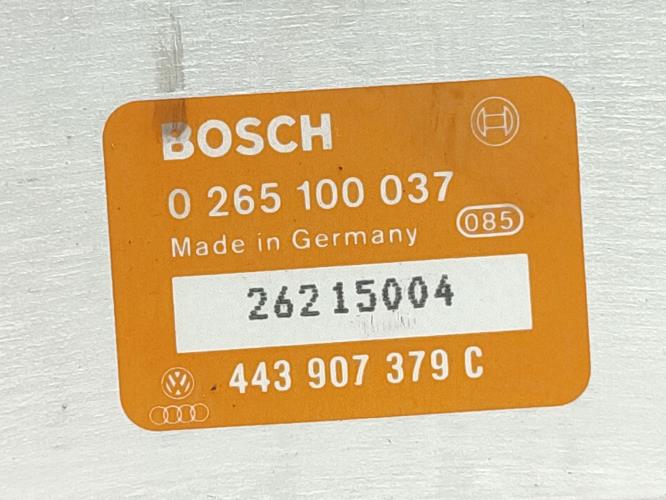 BOSCH
0 265 100 037
Made in Germany 085
26215004
443 907 379 C